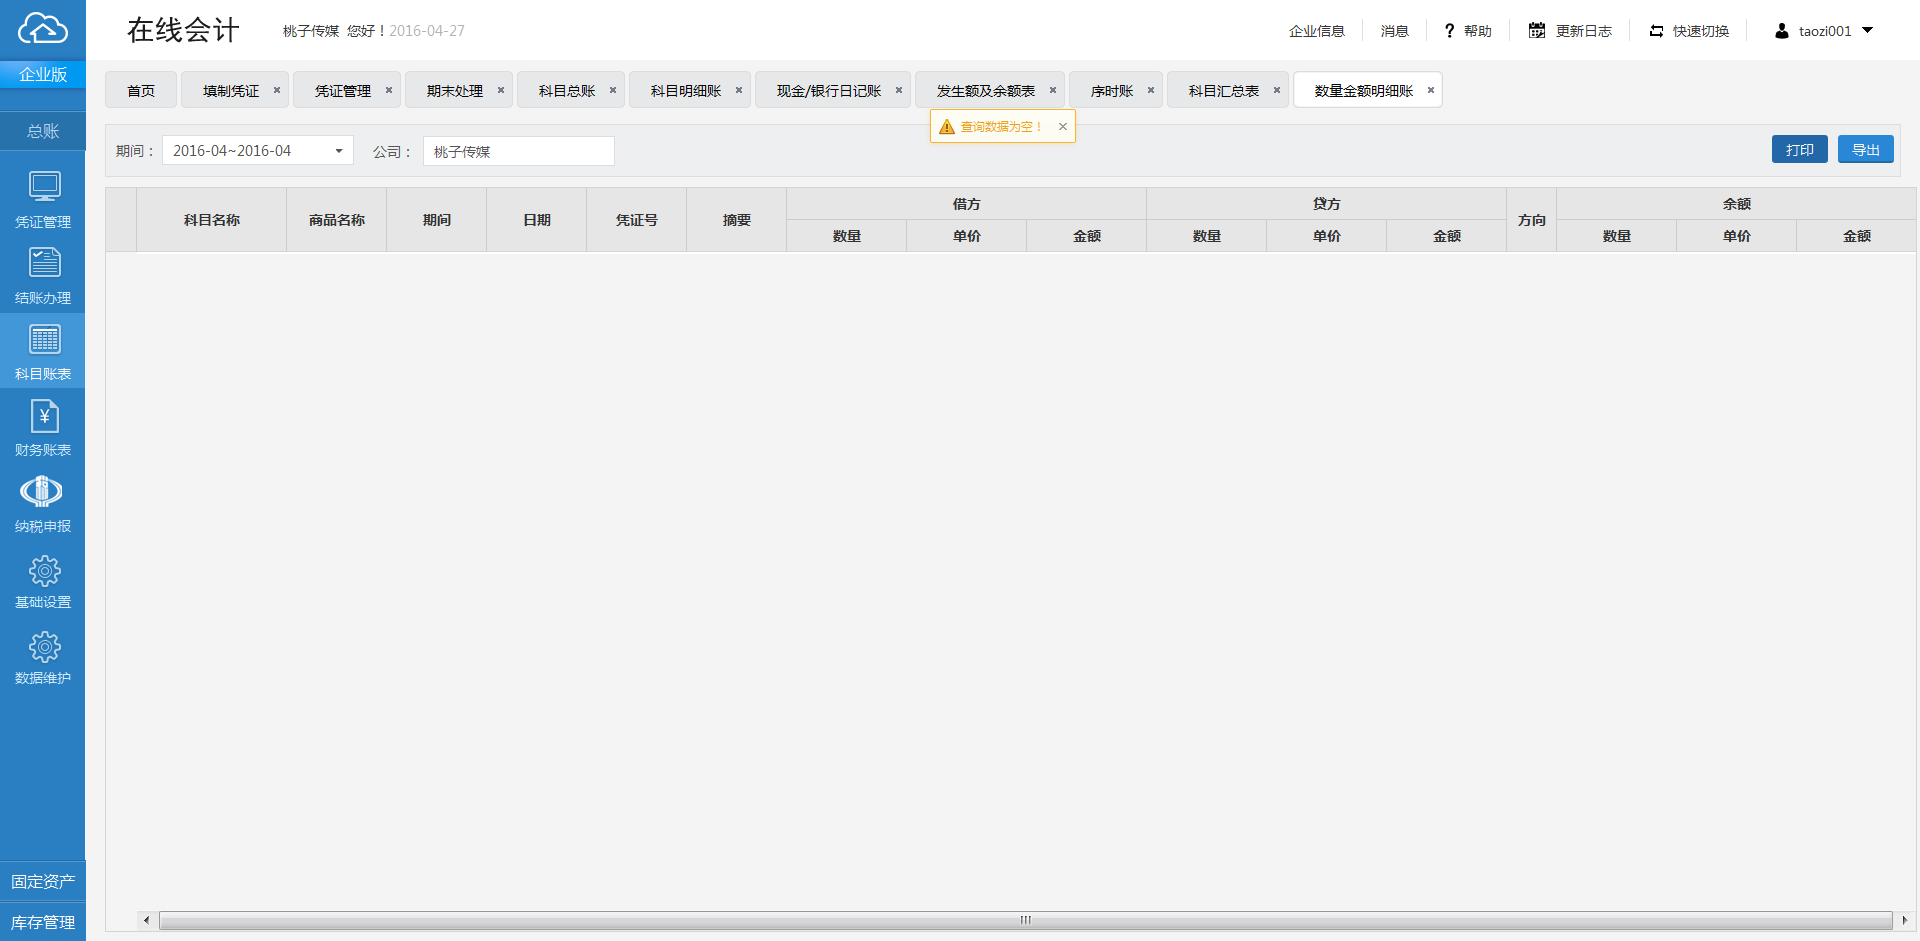 在线会计
桃子传媒 您好！2016-04-27
企业信息 消息 ? 帮助 更新日志 快速切换 taozi001
企业版
首页 填制凭证 × 凭证管理 × 期末处理 × 科目总账 × 科目明细账 × 现金/银行日记账 × 发生额及余额表 × 序时账 × 科目汇总表 × 数量金额明细账 ×
查询数据为空！ ×
总账
期间： 2016-04~2016-04 公司： 桃子传媒 打印 导出
科目名称 商品名称 期间 日期 凭证号 摘要 借方 贷方 方向 余额
数量 单价 金额 数量 单价 金额 数量 单价 金额
凭证管理
结账办理
科目账表
¥
财务账表
纳税申报
基础设置
数据维护
固定资产
库存管理